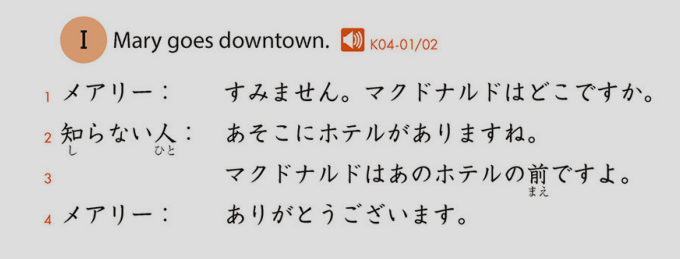 I Mary goes downtown. K04-01/02
1 メアリー： すみません。マクドナルドはどこですか。
2 知らない人： あそこにホテルがありますね。
し ひと
3 マクドナルドはあのホテルの前ですよ。
まえ
4 メアリー： ありがとうございます。